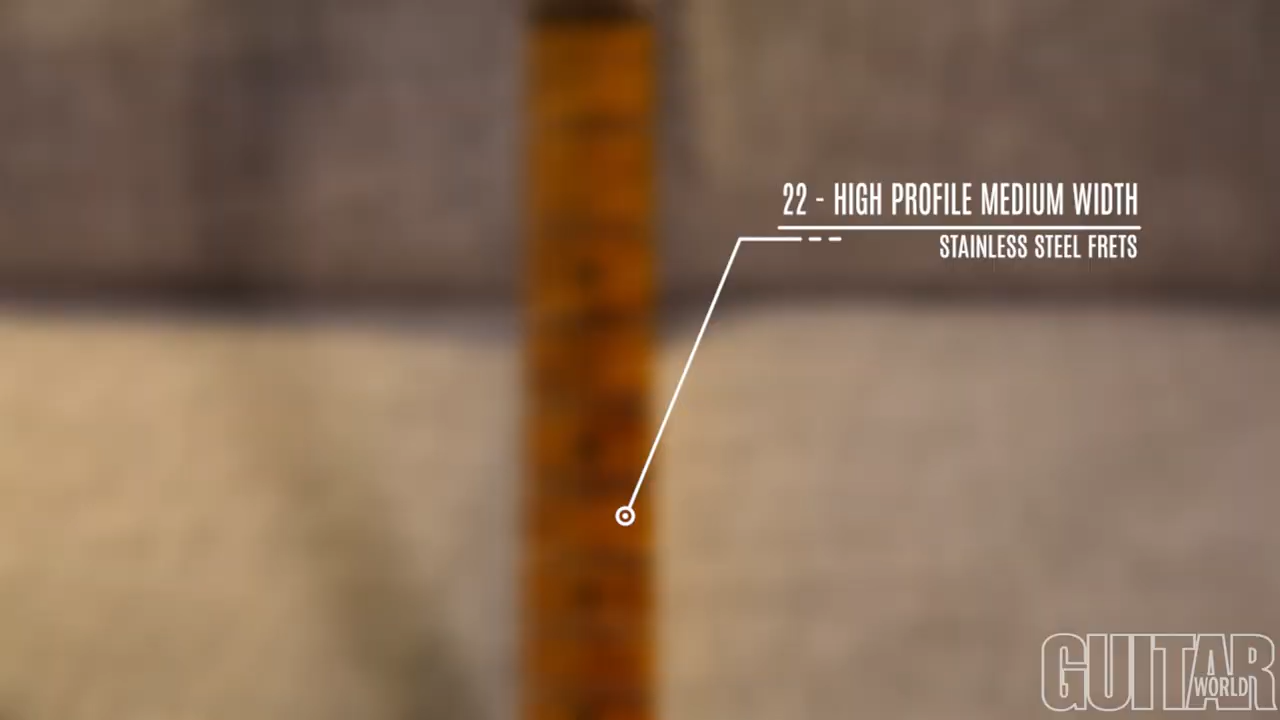 22 - HIGH PROFILE MEDIUM WIDTH
STAINLESS STEEL FRETS
GUITAR
WORLD